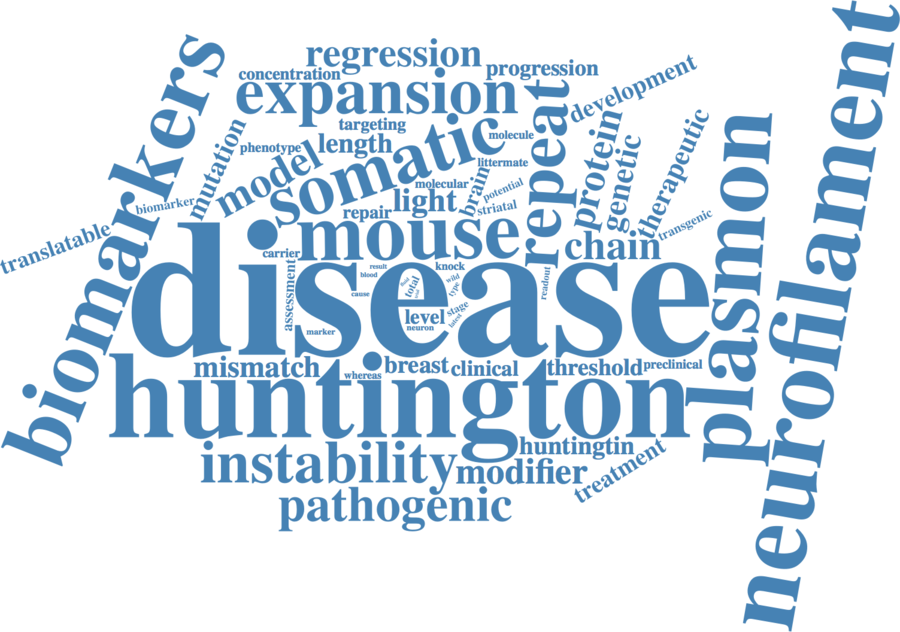 regression
concentration
progression
expansion
development
targeting
molecule
biomarkers
mutation
phenotype
length
somatic
repeat
protein
genetic
therapeutic
neurofilament
model
littermate
molecular
brain
potential
biomarker
light
striatal
repair
translatable
mouse
chain
transgenic
plasmon
carrier
disease
assessment
result
blood
knock
wild
type
total
cause
readout
level
stage
latent
marker
neuron
mismatch
whereas
breast
clinical
threshold
preclinical
huntington
huntingtin
instability
modifier
treatment
pathogenic